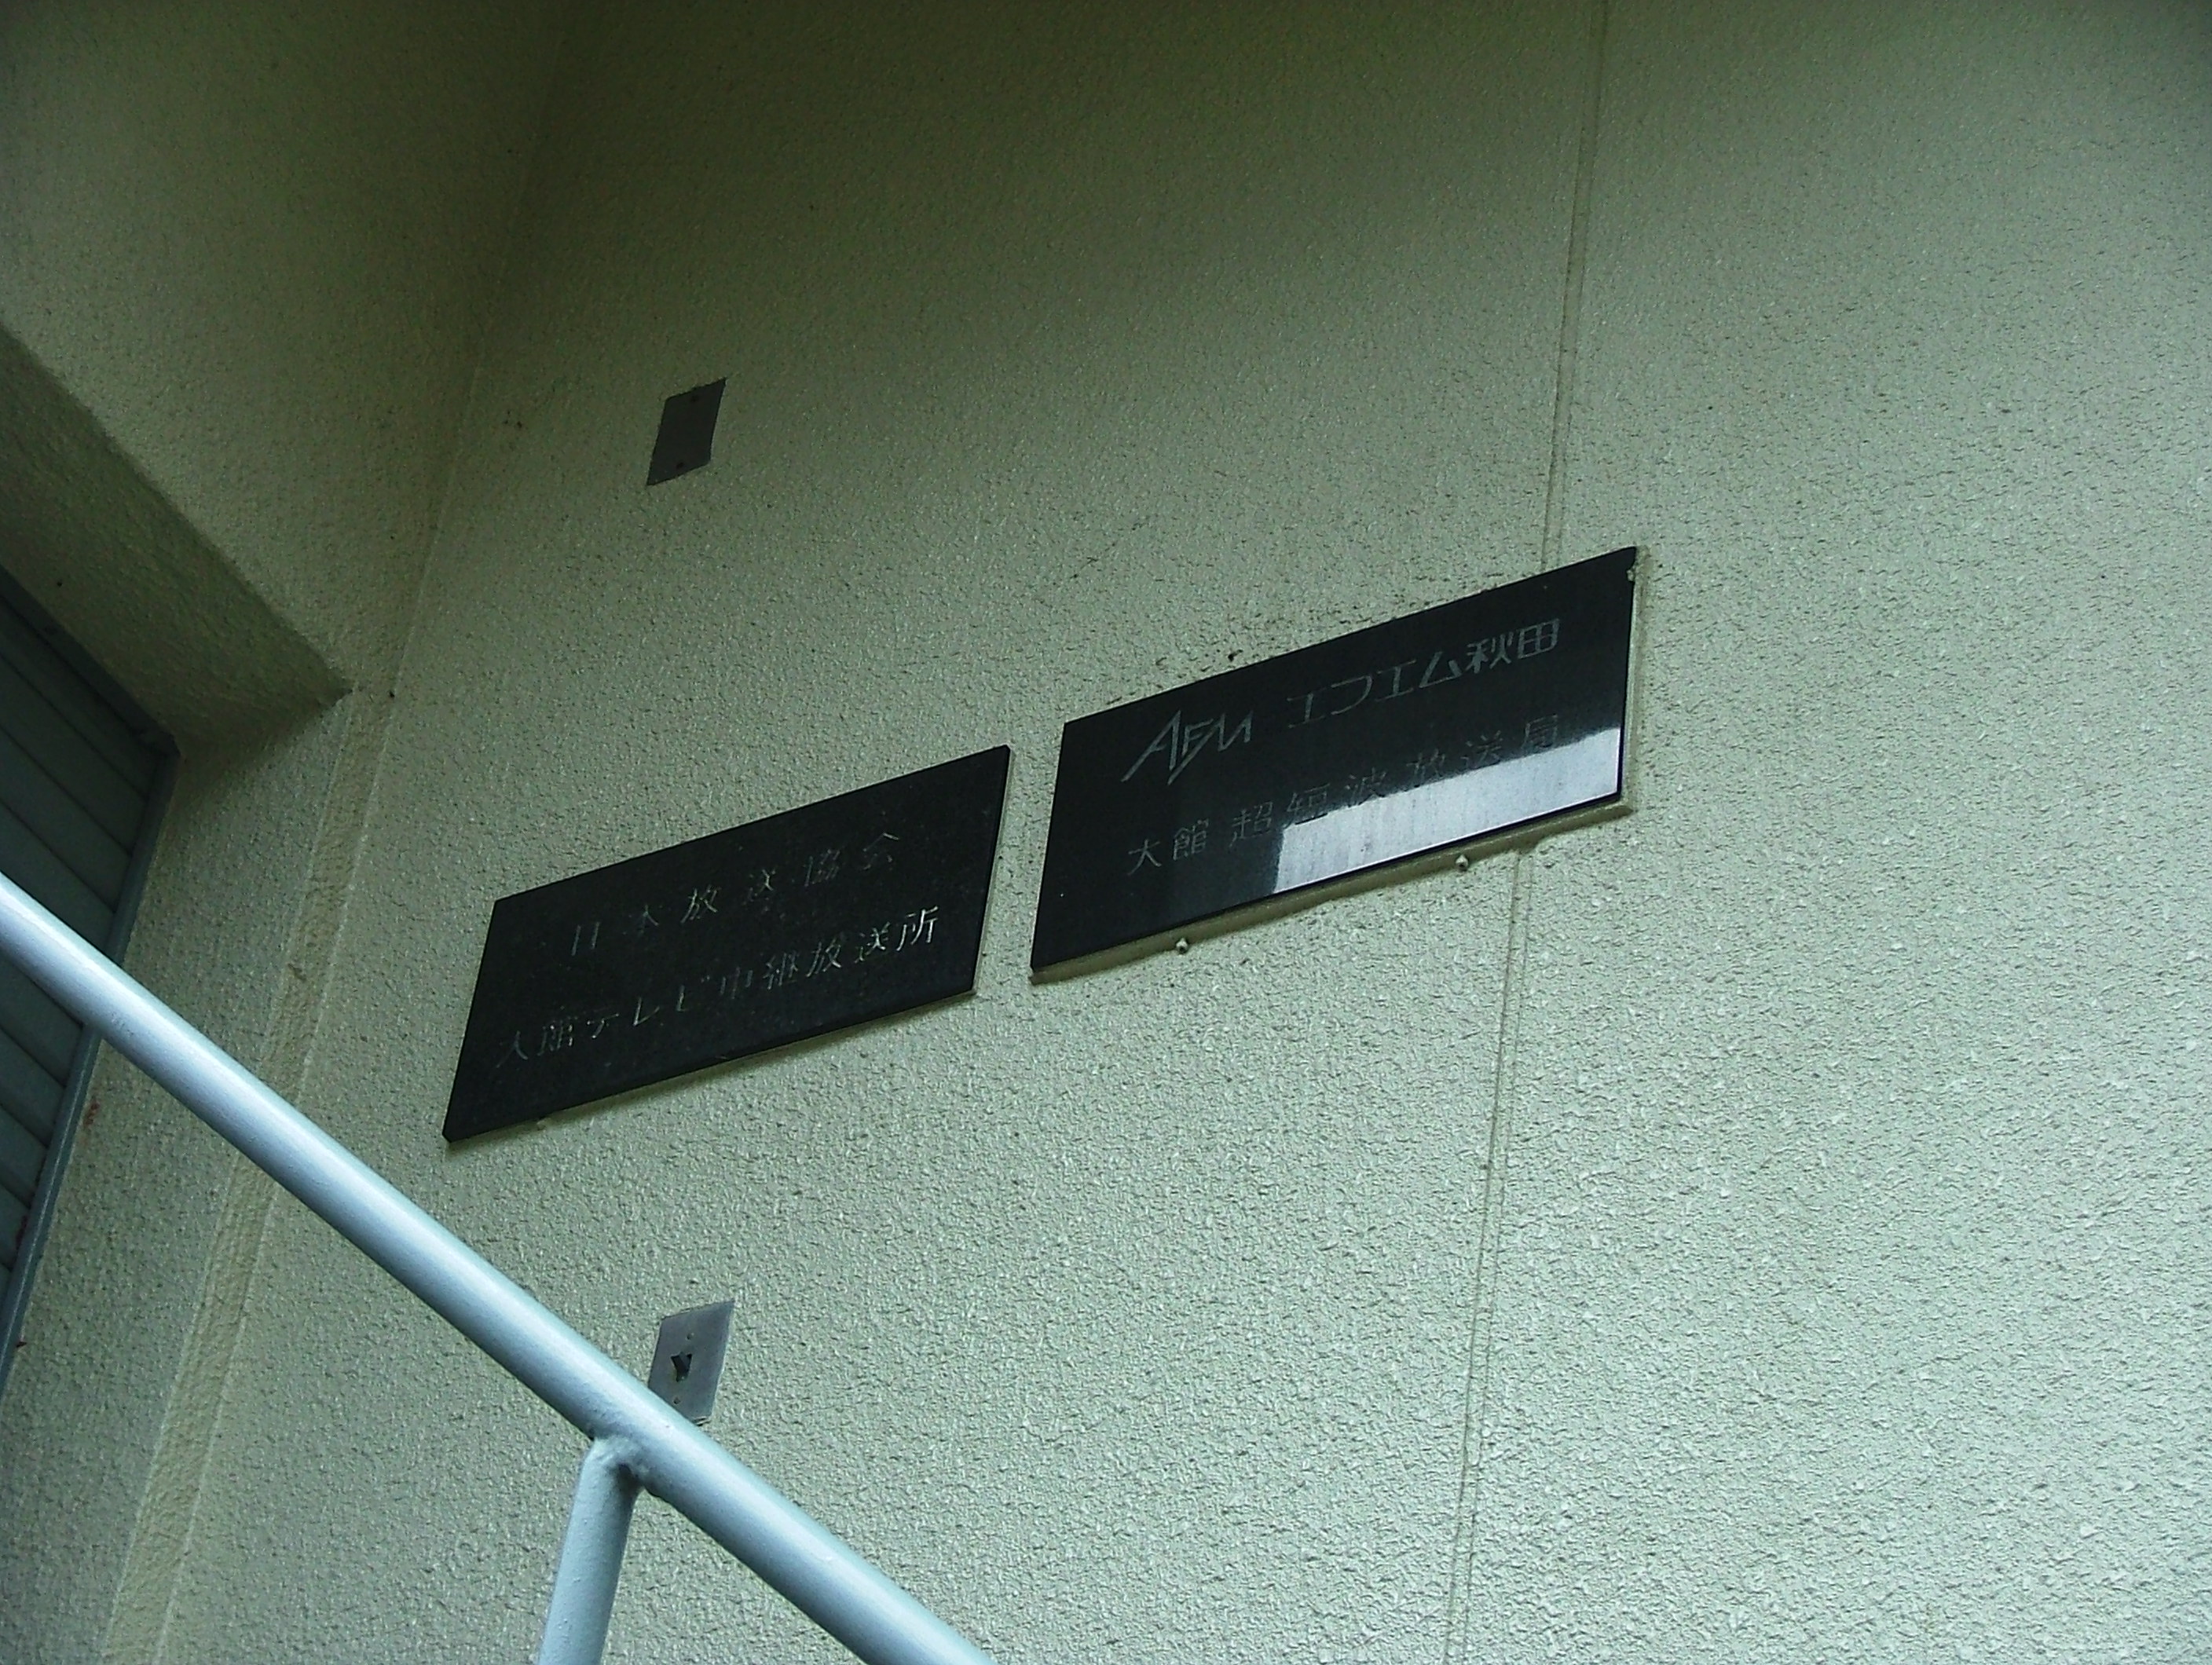 日本放送協会
大館テレビ中継放送所
AFM エフエム秋田
大館超短波放送局